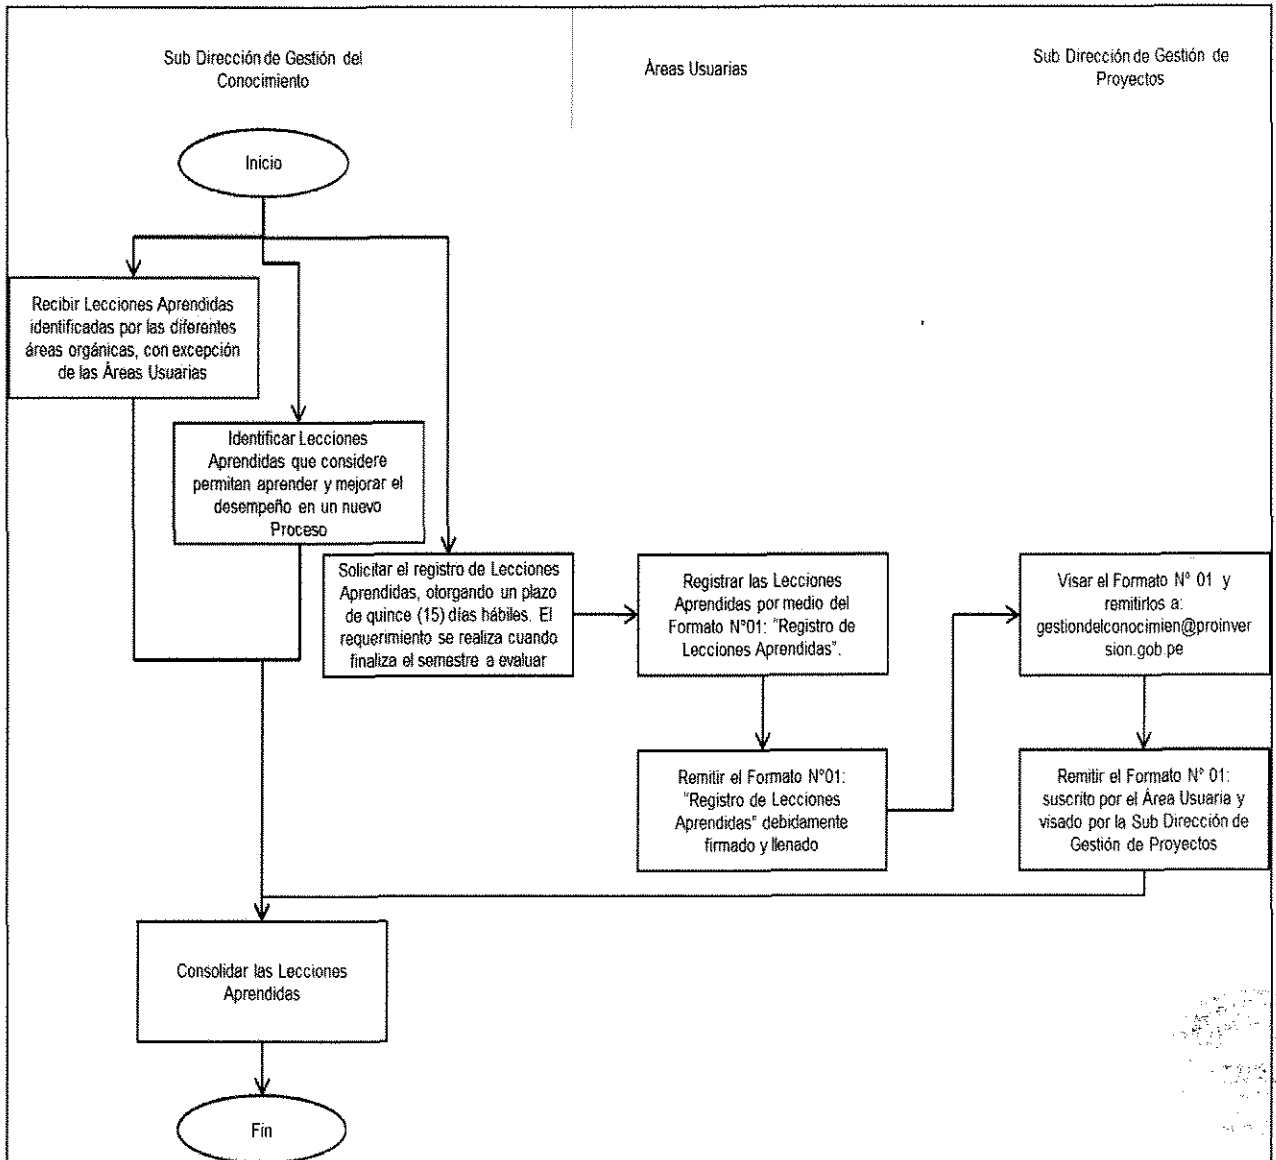 Sub Dirección de Gestión del
Conocimiento
Áreas Usuarias
Sub Dirección de Gestión de
Proyectos
Inicio
Recibir Lecciones Aprendidas
identificadas por las diferentes
áreas orgánicas, con excepción
de las Áreas Usuarias
Identificar Lecciones
Aprendidas que considere
permitan aprender y mejorar el
desempeño en un nuevo
Proceso
Solicitar el registro de Lecciones
Aprendidas, otorgando un plazo
de quince (15) días hábiles. El
requerimiento se realiza cuando
finaliza el semestre a evaluar
Registrar las Lecciones
Aprendidas por medio del
Formato N°01: "Registro de
Lecciones Aprendidas".
Visar el Formato N° 01 y
remitirlos a:
gestiondelconocimien@proinver
sion.gob.pe
Remitir el Formato N°01:
"Registro de Lecciones
Aprendidas" debidamente
firmado y llenado
Remitir el Formato N° 01:
suscrito por el Área Usuaria y
visado por la Sub Dirección de
Gestión de Proyectos
Consolidar las Lecciones
Aprendidas
Fin